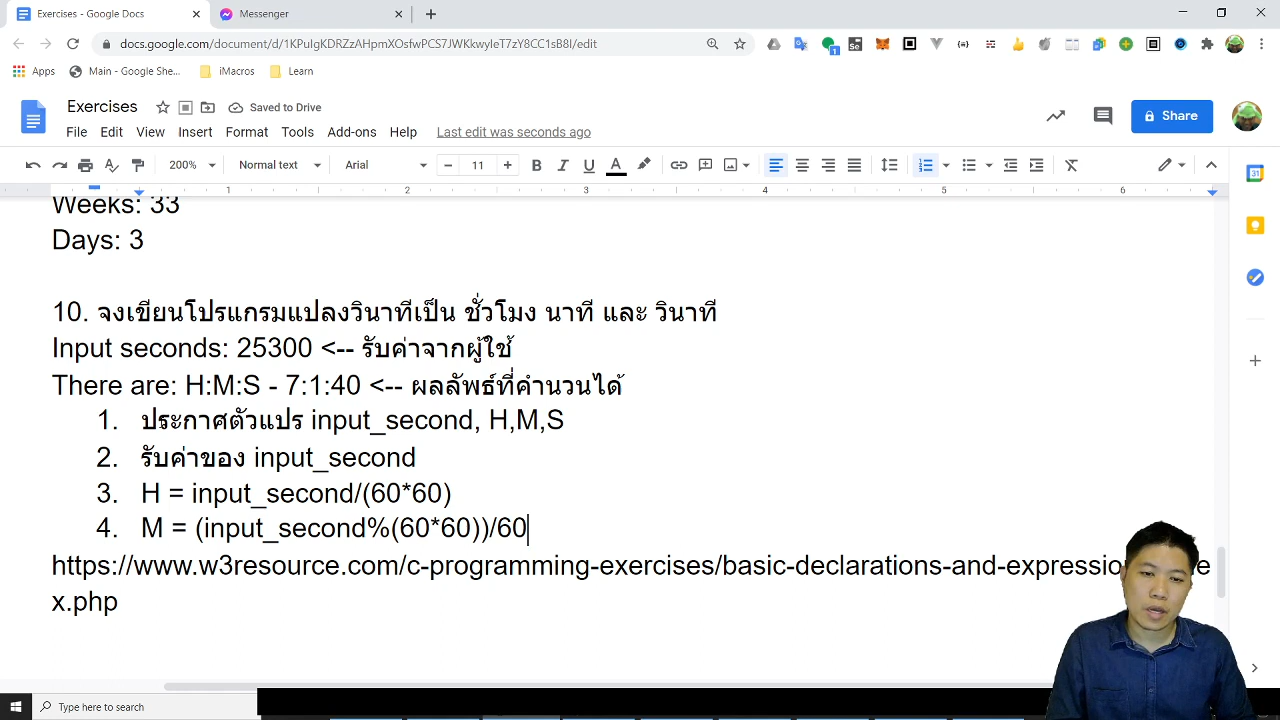 Exercises - Google Docs
Messenger
Apps
Main - Google She...
iMacros
Learn
Exercises
Saved to Drive
File Edit View Insert Format Tools Add-ons Help Last edit was seconds ago
Share
200% Normal text Arial 11
1 2 3 4 5 6
Weeks: 33
Days: 3
10. จงเขียนโปรแกรมแปลงวินาทีเป็น ชั่วโมง นาที และ วินาที
Input seconds: 25300 <-- รับค่าจากผู้ใช้
There are: H:M:S - 7:1:40 <-- ผลลัพธ์ที่คำนวนได้
1. ประกาศตัวแปร input_second, H,M,S
2. รับค่าของ input_second
3. H = input_second/(60*60)
4. M = (input_second%(60*60))/60
https://www.w3resource.com/c-programming-exercises/basic-declarations-and-expressio e
x.php
Type here to search